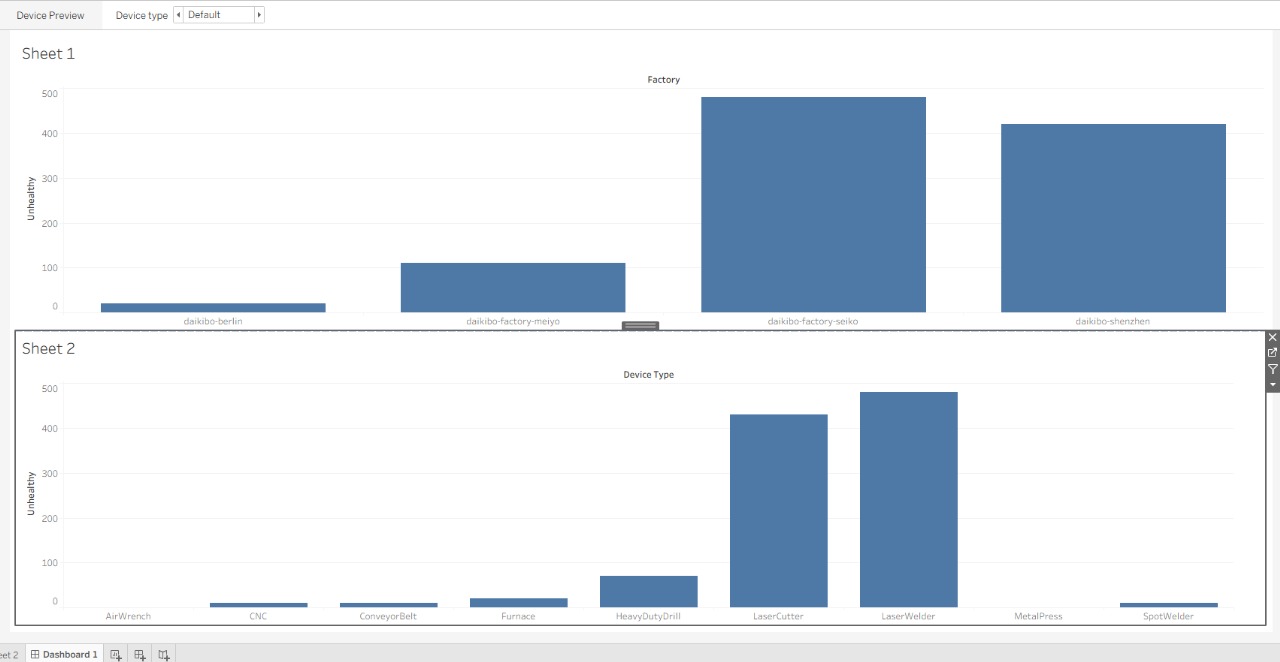 Device Preview Device type Default
Sheet 1
Factory
500
400
300
200
100
0
Unhealthy
daikibo-berlin daikibo-factory-meiyo daikibo-factory-seiko daikibo-shenzhen
Sheet 2
Device Type
500
400
300
200
100
0
Unhealthy
AirWrench CNC ConveyorBelt Furnace HeavyDutyDrill LaserCutter LaserWelder MetalPress SpotWelder
eet 2 Dashboard 1